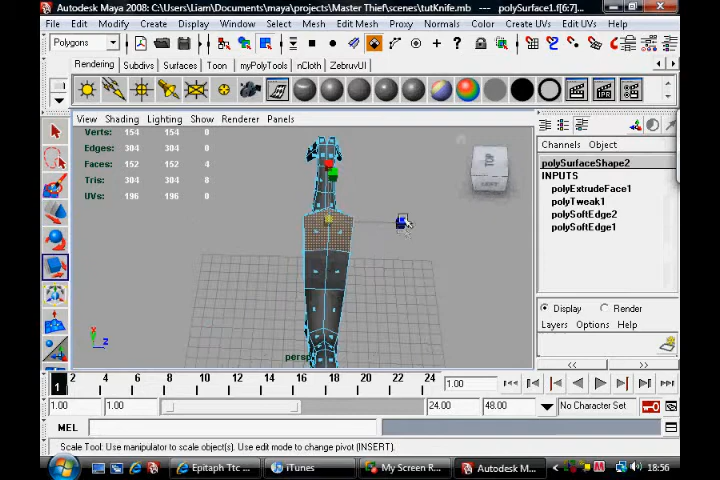 Autodesk Maya 2008: C:\Users\Liam\Documents\maya\projects\Master Thief\scenes\tutKnife.mb --- polySurface1.f[6:7]...
File Edit Modify Create Display Window Select Mesh Edit Mesh Proxy Normals Color Create UVs Edit UVs Help
Polygons
Rendering Subdivs Surfaces Toon myPolyTools nCloth ZebruvUI
View Shading Lighting Show Renderer Panels
Channels Object
Verts: 154 154 0
Edges: 304 304 0
Faces: 152 152 4
Tris: 304 304 8
UVs: 196 196 0
TOP
LEFT
polySurfaceShape2
INPUTS
polyExtrudeFace1
polyTweak1
polySoftEdge2
polySoftEdge1
Display Render
Layers Options Help
persp
1 2 4 6 8 10 12 14 16 18 20 22 24 1.00
1.00 1.00 24.00 48.00 No Character Set
MEL
Scale Tool: Use manipulator to scale object(s). Use edit mode to change pivot (INSERT).
Epitaph Ttc ... iTunes My Screen R... Autodesk Ma... 18:56